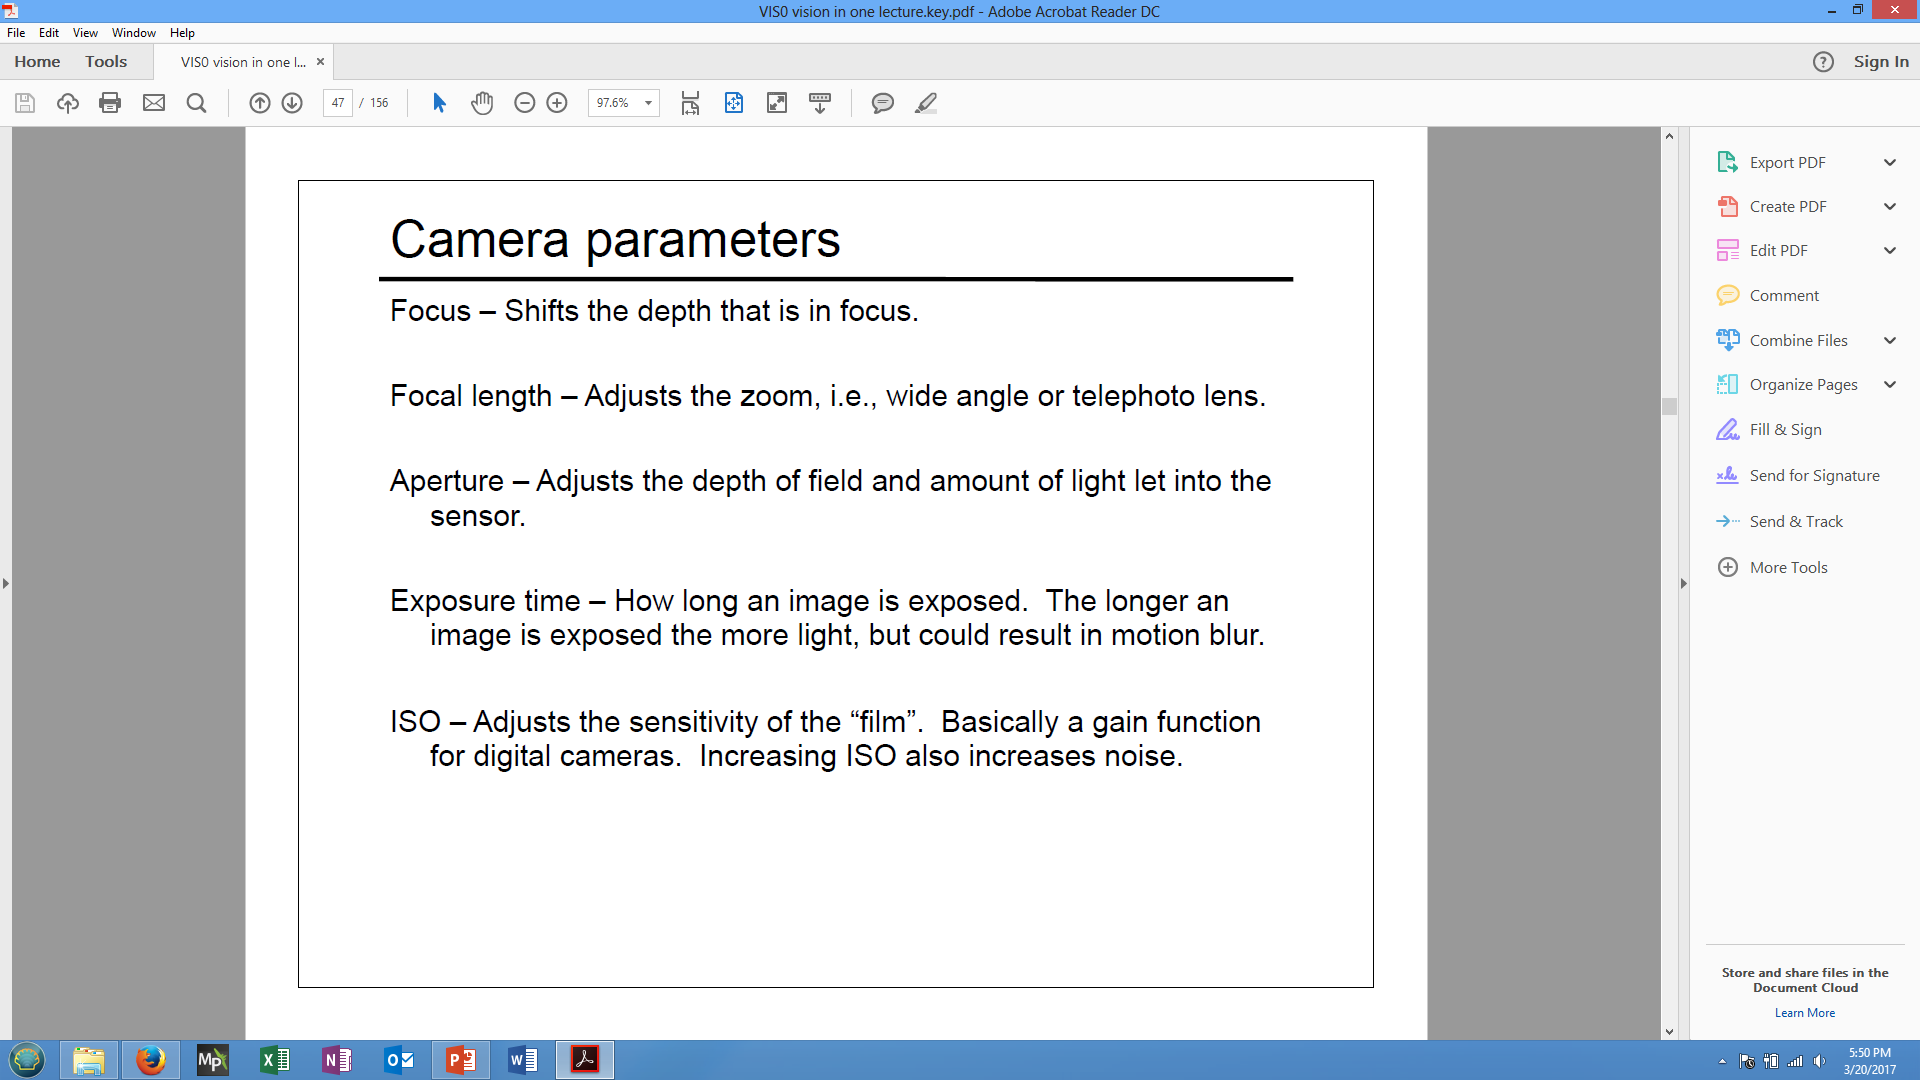 VIS0 vision in one lecture.key.pdf - Adobe Acrobat Reader DC
File Edit View Window Help
Home Tools VIS0 vision in one l... Sign In
47 / 156 97.6%
Camera parameters
Focus – Shifts the depth that is in focus.
Focal length – Adjusts the zoom, i.e., wide angle or telephoto lens.
Aperture – Adjusts the depth of field and amount of light let into the
sensor.
Exposure time – How long an image is exposed.  The longer an
image is exposed the more light, but could result in motion blur.
ISO – Adjusts the sensitivity of the “film”.  Basically a gain function
for digital cameras.  Increasing ISO also increases noise.
Export PDF
Create PDF
Edit PDF
Comment
Combine Files
Organize Pages
Fill & Sign
Send for Signature
Send & Track
More Tools
Store and share files in the
Document Cloud
Learn More
Mp
5:50 PM
3/20/2017